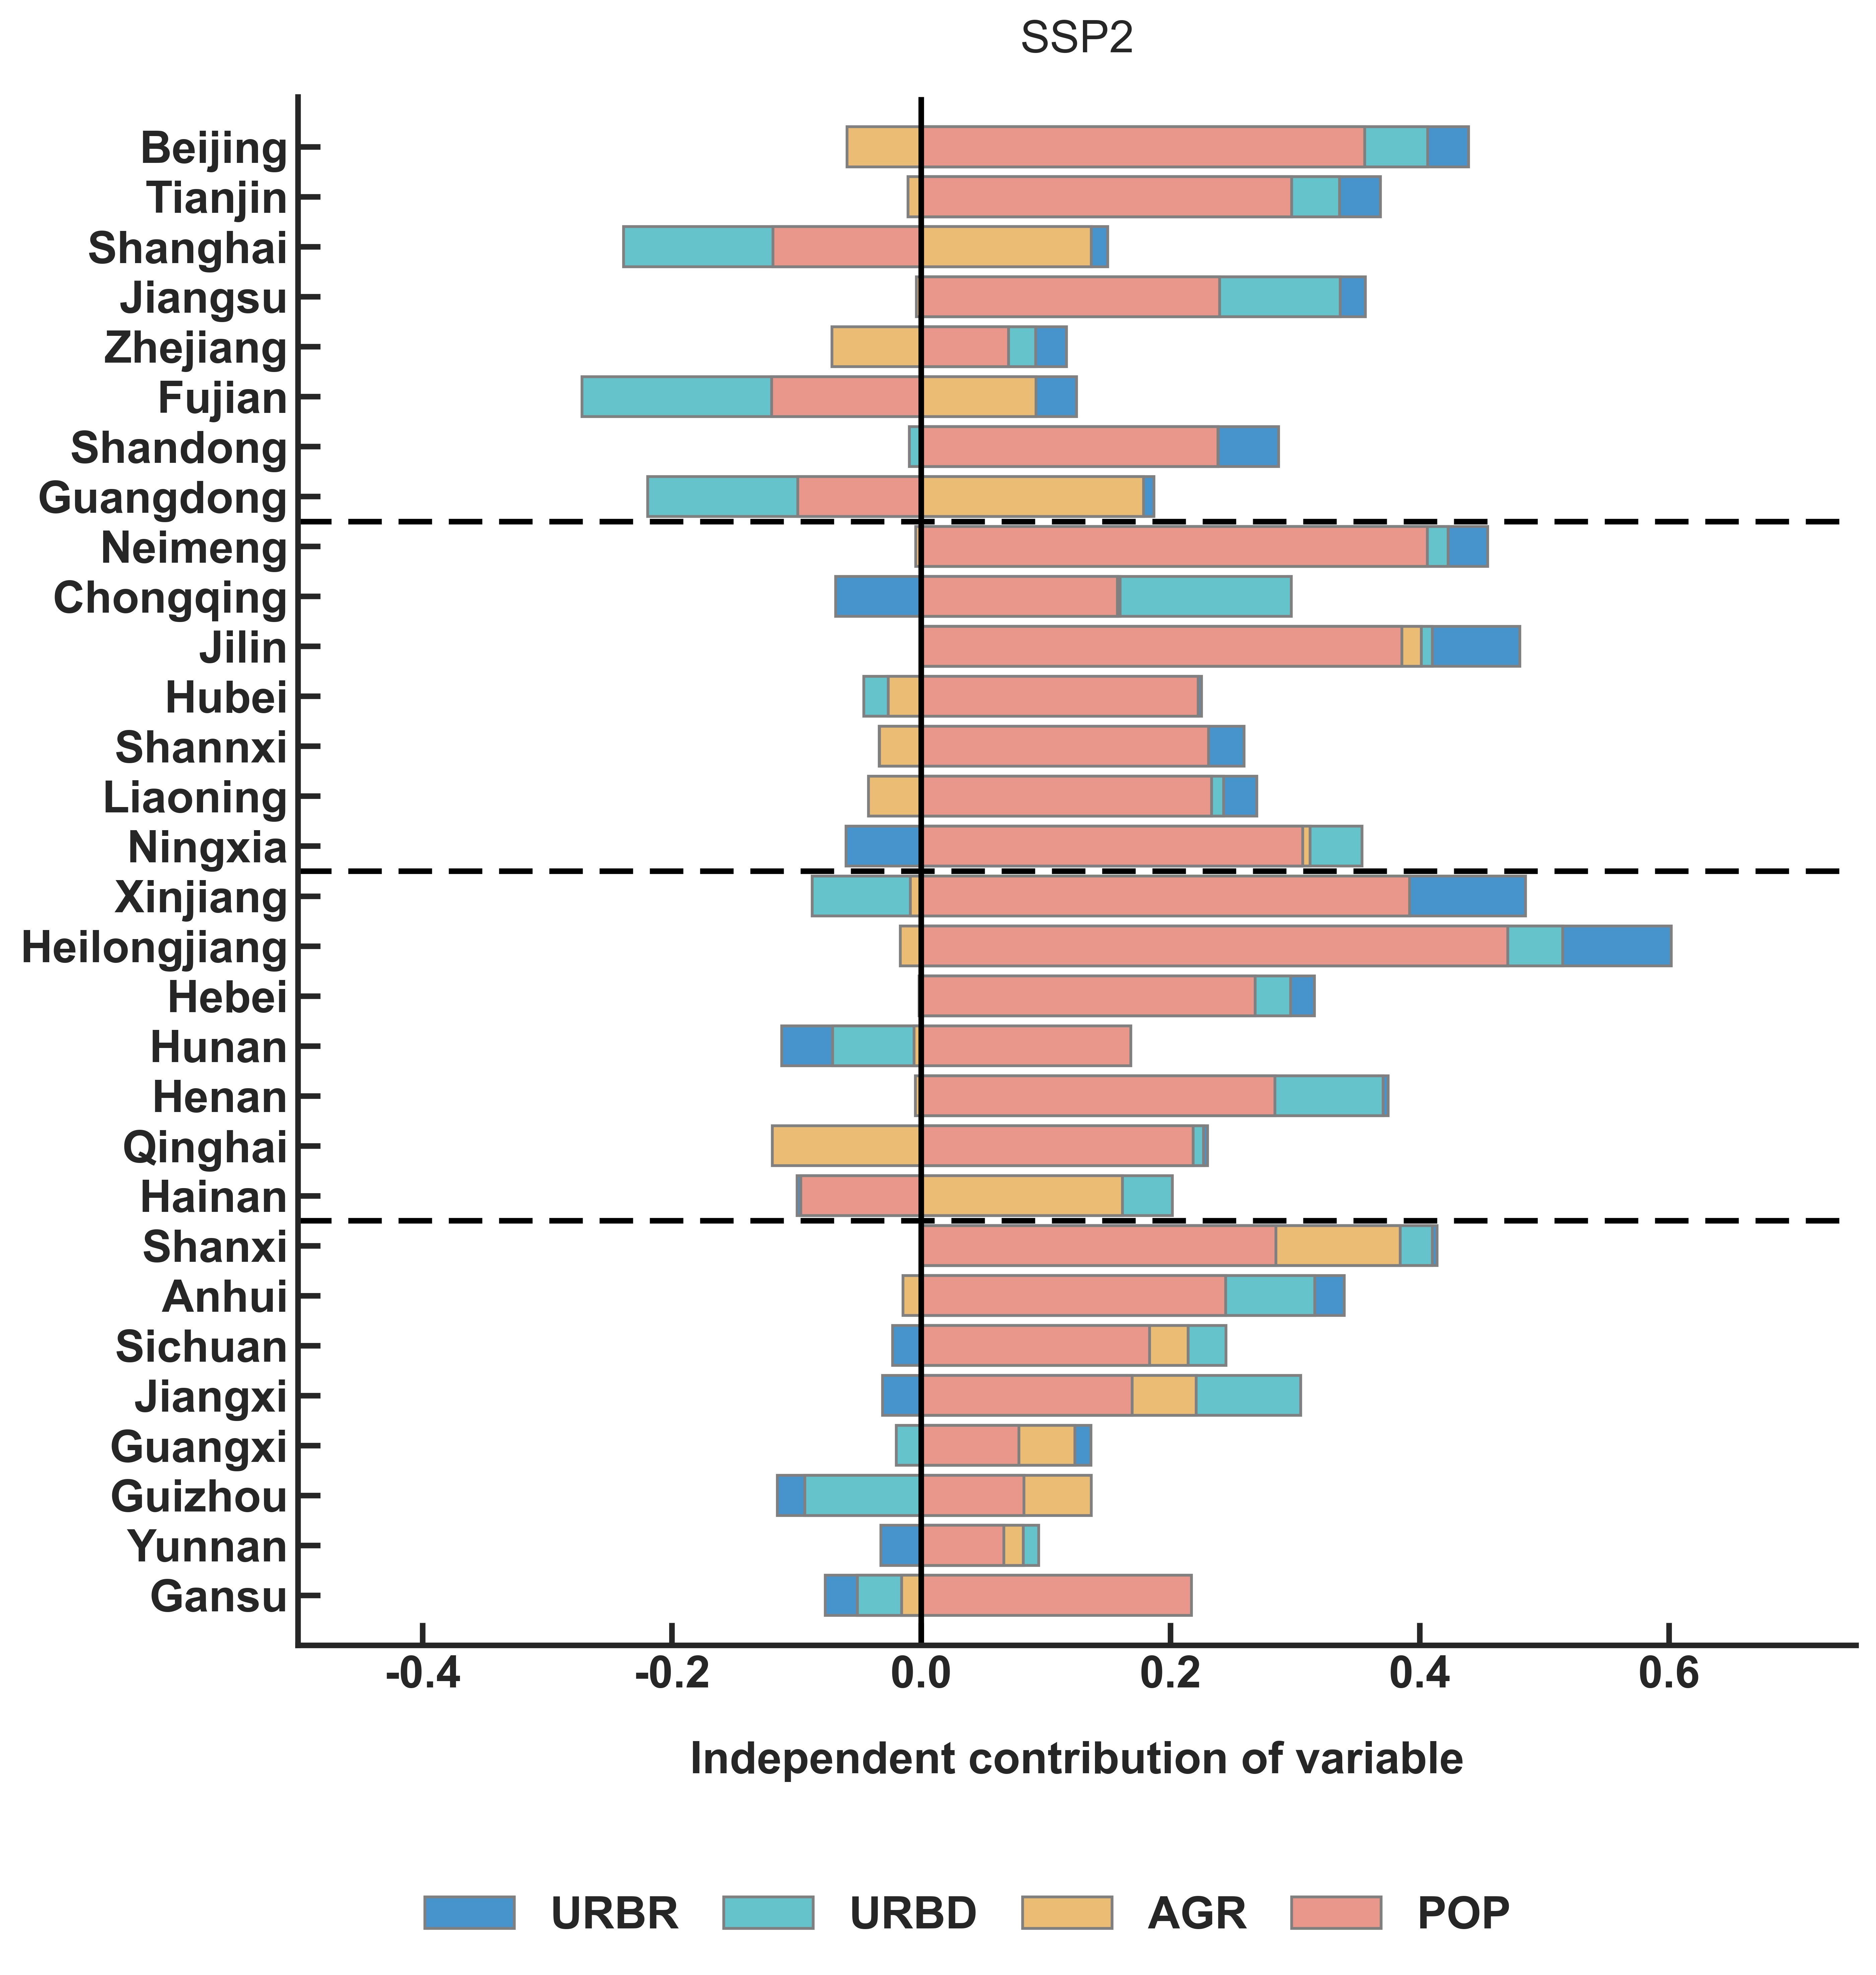 SSP2
Beijing
Tianjin
Shanghai
Jiangsu
Zhejiang
Fujian
Shandong
Guangdong
Neimeng
Chongqing
Jilin
Hubei
Shannxi
Liaoning
Ningxia
Xinjiang
Heilongjiang
Hebei
Hunan
Henan
Qinghai
Hainan
Shanxi
Anhui
Sichuan
Jiangxi
Guangxi
Guizhou
Yunnan
Gansu
-0.4 -0.2 0.0 0.2 0.4 0.6
Independent contribution of variable
URBR URBD AGR POP